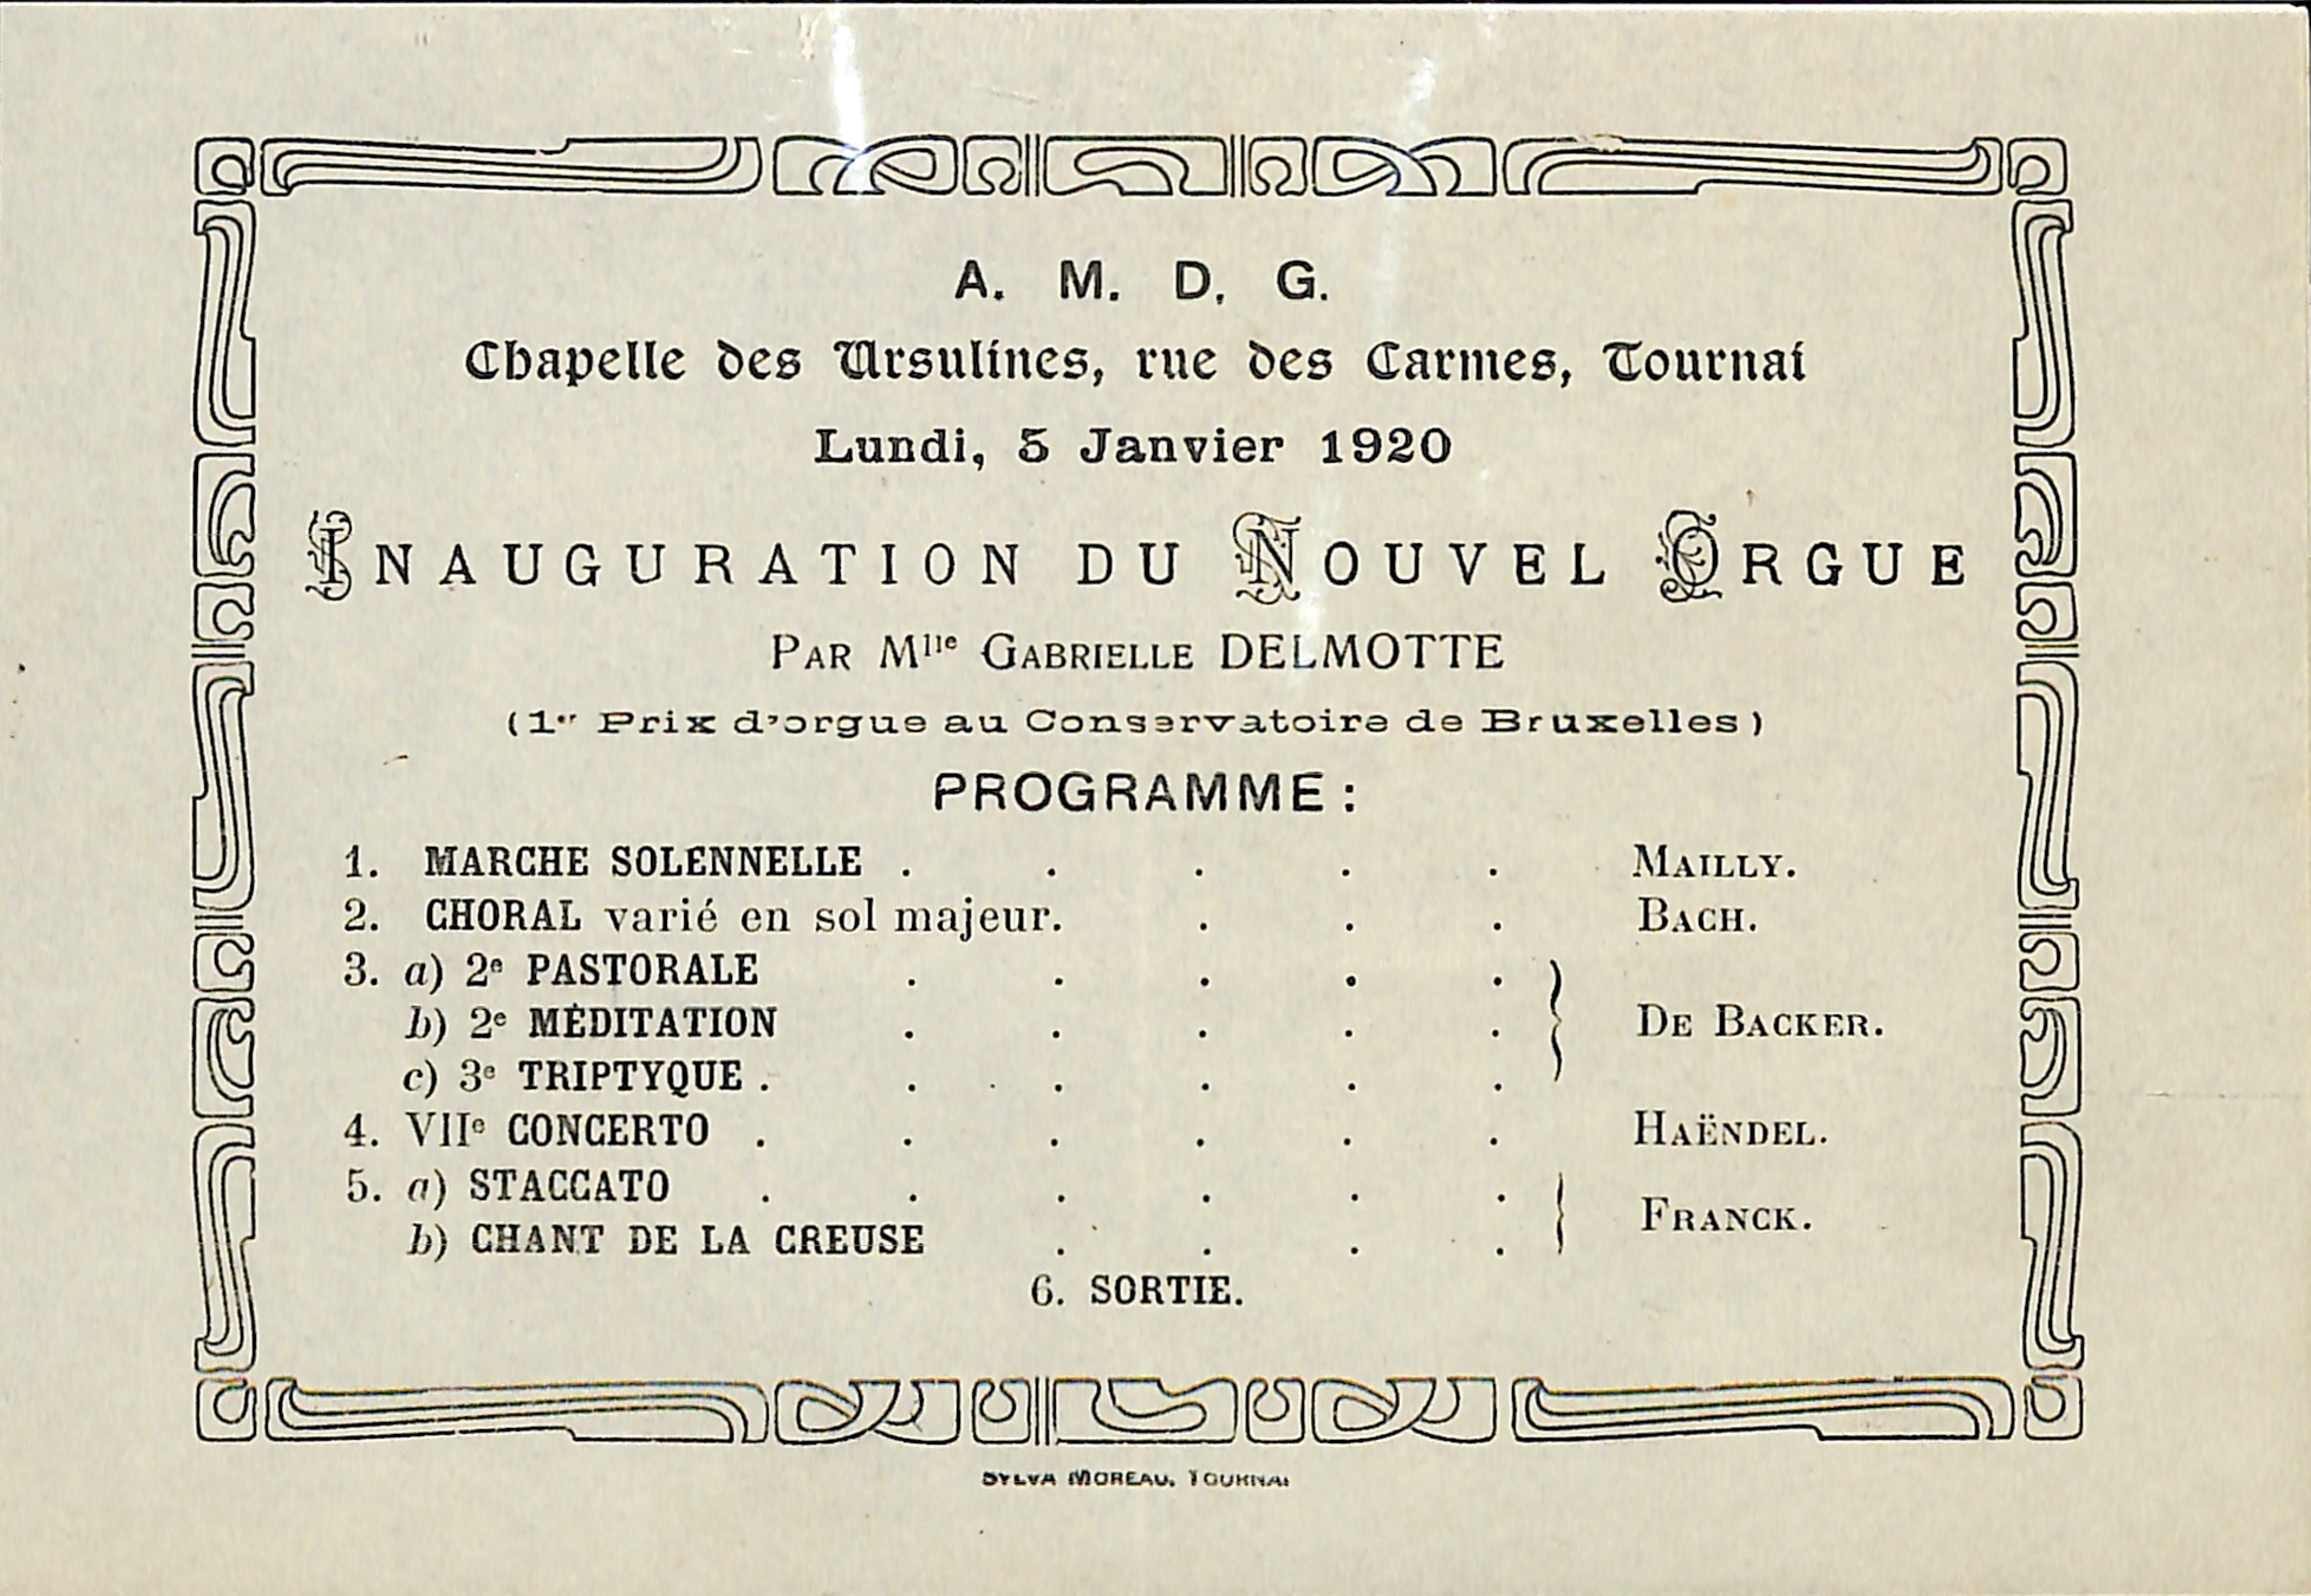 A. M. D. G.
Chapelle des Ursulines, rue des Carmes, Tournai
Lundi, 5 Janvier 1920
INAUGURATION DU NOUVEL ORGUE
PAR Mlle GABRIELLE DELMOTTE
(1er Prix d'orgue au Conservatoire de Bruxelles)
PROGRAMME :
1. MARCHE SOLENNELLE . . . . . MAILLY.
2. CHORAL varié en sol majeur. . . . BACH.
3. a) 2e PASTORALE . . . . .
b) 2e MÉDITATION . . . . . DE BACKER.
c) 3e TRIPTYQUE . . . . . .
4. VIIe CONCERTO . . . . . . HAËNDEL.
5. a) STACCATO . . . . . .
FRANCK.
b) CHANT DE LA CREUSE . . . .
6. SORTIE.
SYLVA MOREAU. TOURNAI